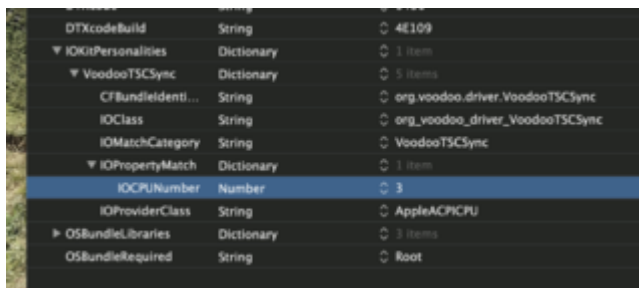 DTXcodeBuild String 4E109
IOKitPersonalities Dictionary 1 item
VoodooTSCSync Dictionary 5 items
CFBundleIdenti... String org.voodoo.driver.VoodooTSCSync
IOClass String org_voodoo_driver_VoodooTSCSync
IOMatchCategory String VoodooTSCSync
IOPropertyMatch Dictionary 1 item
IOCPUNumber Number 3
IOProviderClass String AppleACPICPU
OSBundleLibraries Dictionary 3 items
OSBundleRequired String Root